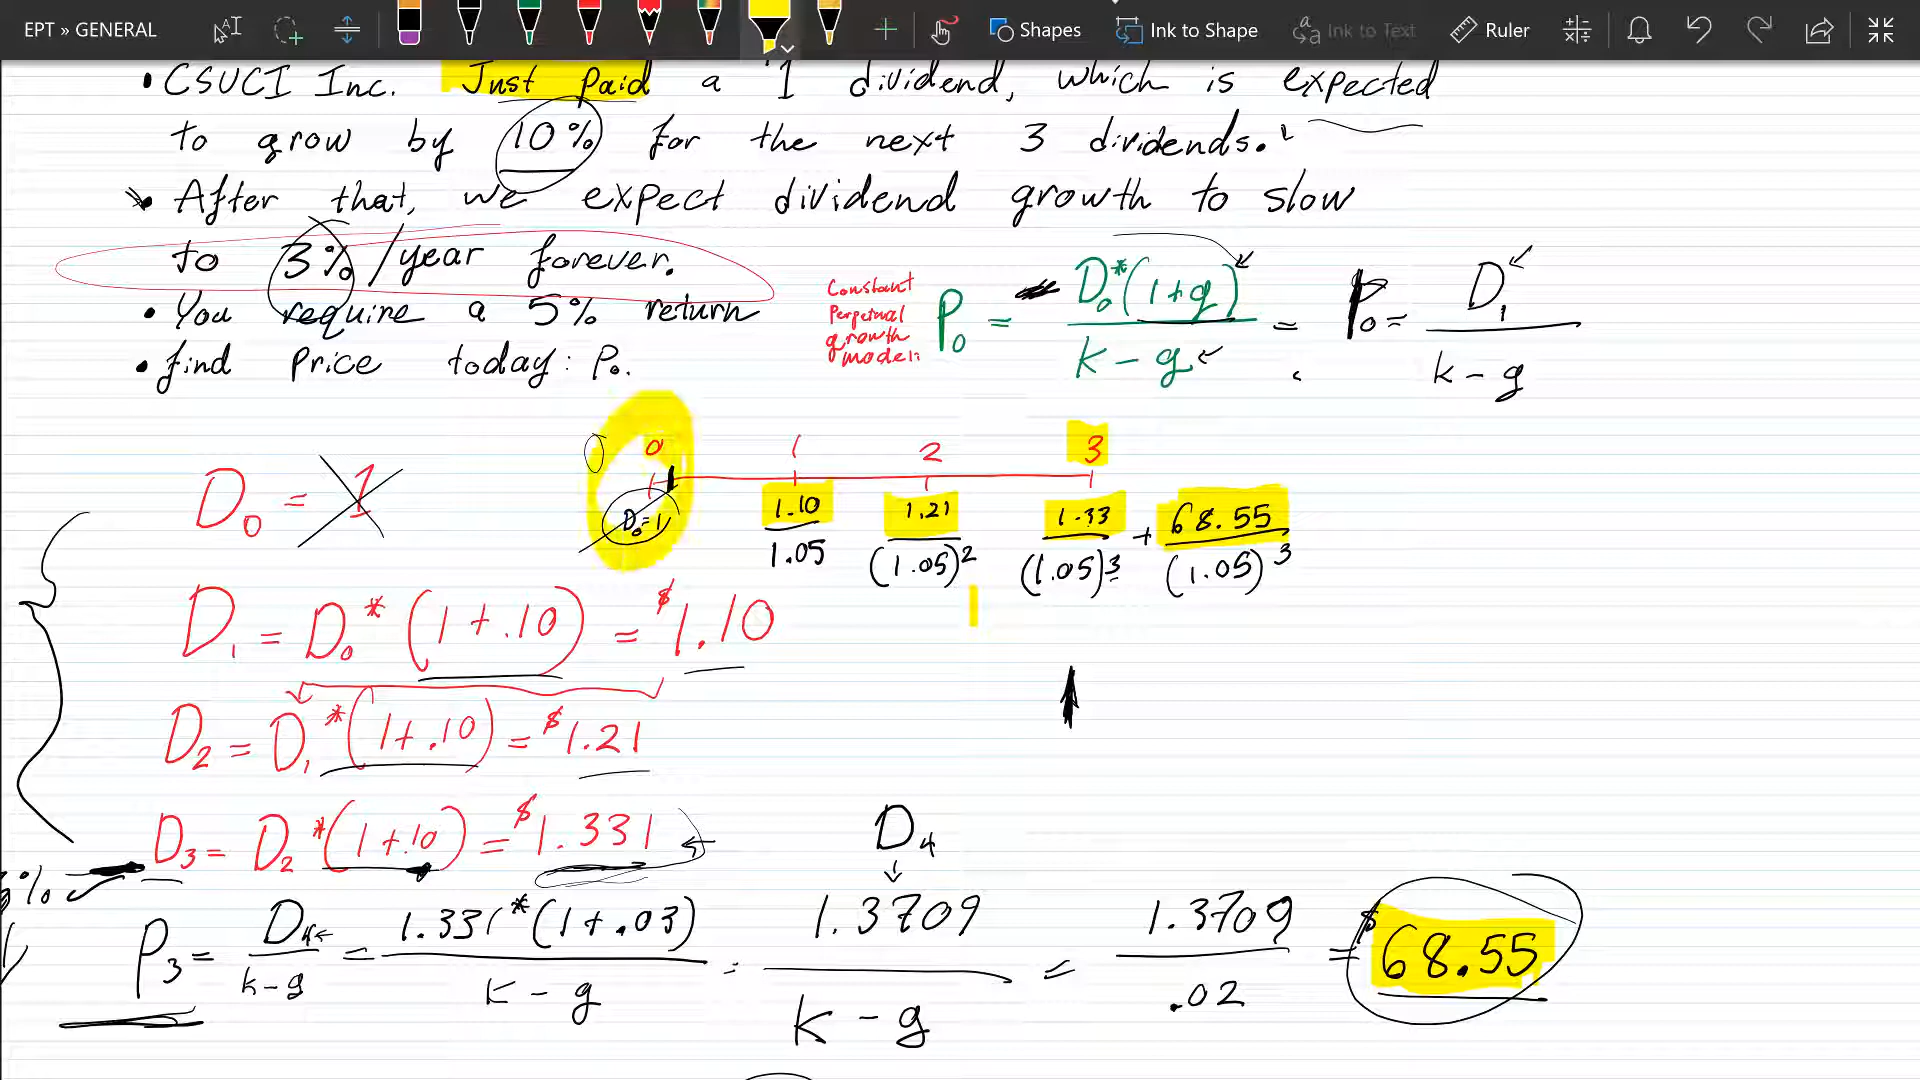 EPT » GENERAL
Shapes
Ink to Shape
Ink to Text
Ruler
• CSUCI Inc. Just Paid a $1 dividend, which is expected
to grow by 10% for the next 3 dividends.
• After that, we expect dividend growth to slow
to 3% /year forever.
• You require a 5% return
• find Price today: P₀.
Constant
Perpetual
growth
model:
P₀ = D₀*(1+g) / k-g = P₀ = D₁ / k-g
0 1 2 3
D₀=1 1.10/1.05 1.21/(1.05)² 1.33/(1.05)³ + 68.55/(1.05)³
D₀ = 1
D₁ = D₀*(1+.10) = $1.10
D₂ = D₁*(1+.10) = $1.21
D₃ = D₂*(1+.10) = $1.331
3%
D₄
P₃ = D₄/k-g = 1.331*(1+.03)/k-g = 1.3709/k-g = 1.3709/.02 = $68.55